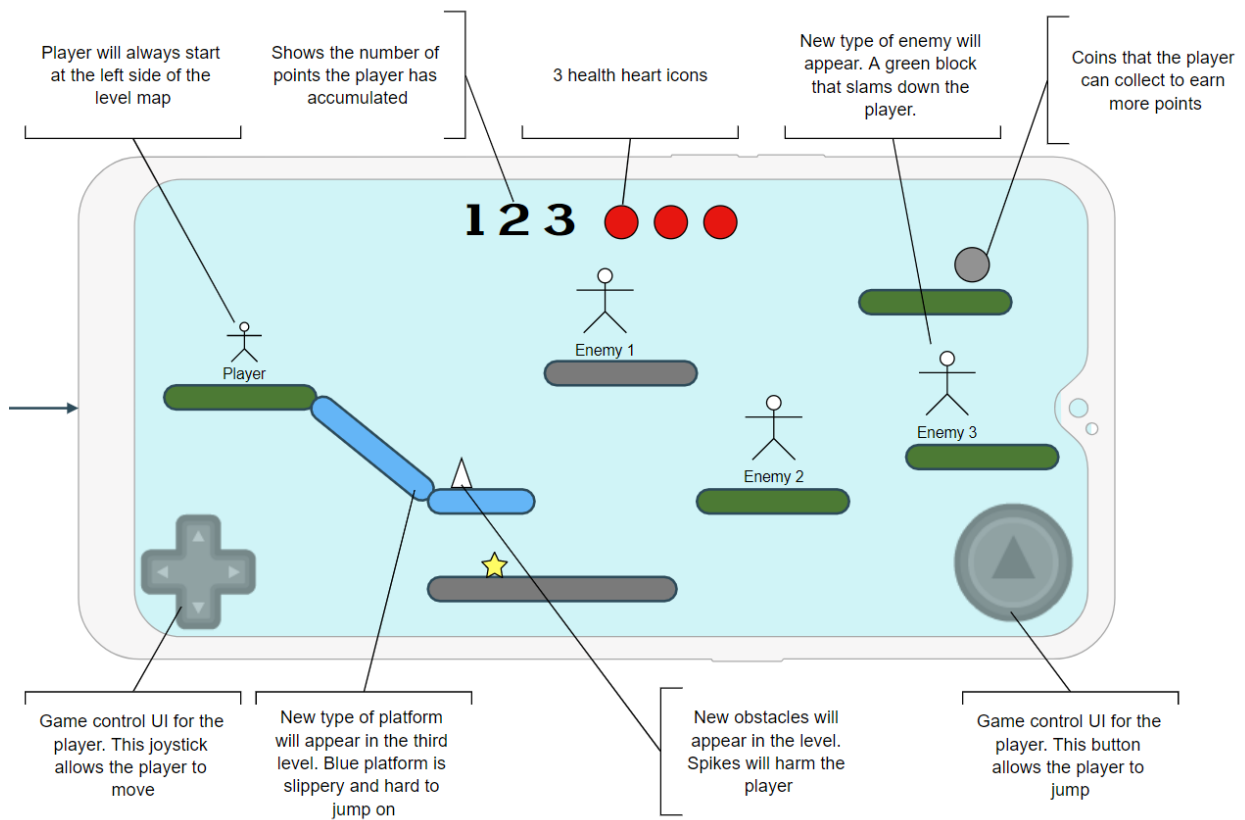 Player will always start
at the left side of the
level map
Shows the number of
points the player has
accumulated
3 health heart icons
New type of enemy will
appear. A green block
that slams down the
player.
Coins that the player
can collect to earn
more points
123
Enemy 1
Player
Enemy 3
Enemy 2
Game control UI for the
player. This joystick
allows the player to
move
New type of platform
will appear in the third
level. Blue platform is
slippery and hard to
jump on
New obstacles will
appear in the level.
Spikes will harm the
player
Game control UI for the
player. This button
allows the player to
jump